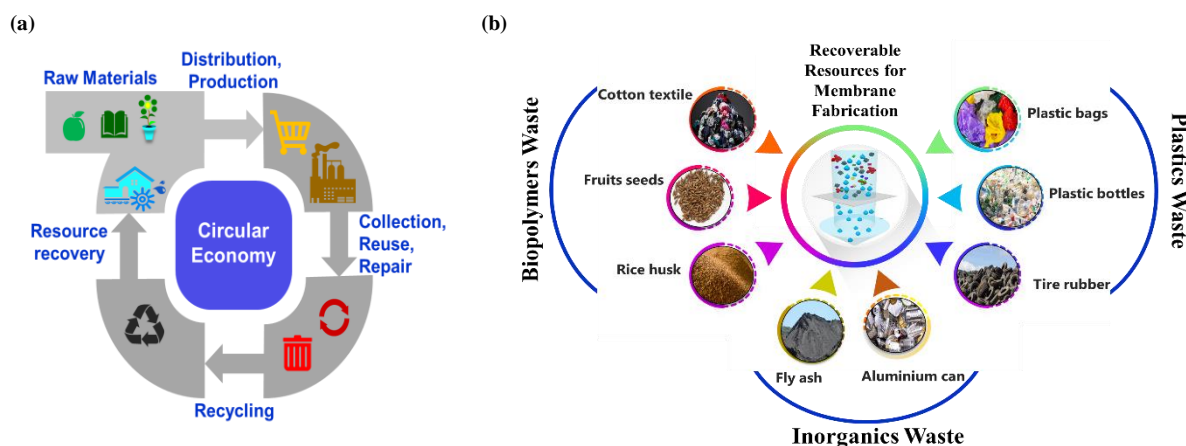 (a)
Raw Materials
Distribution,
Production
Circular
Economy
Resource
recovery
Collection,
Reuse,
Repair
Recycling
(b)
Recoverable
Resources for
Membrane
Fabrication
Biopolymers Waste
Cotton textile
Fruits seeds
Rice husk
Plastic bags
Plastic bottles
Tire rubber
Plastics Waste
Fly ash
Aluminium can
Inorganics Waste